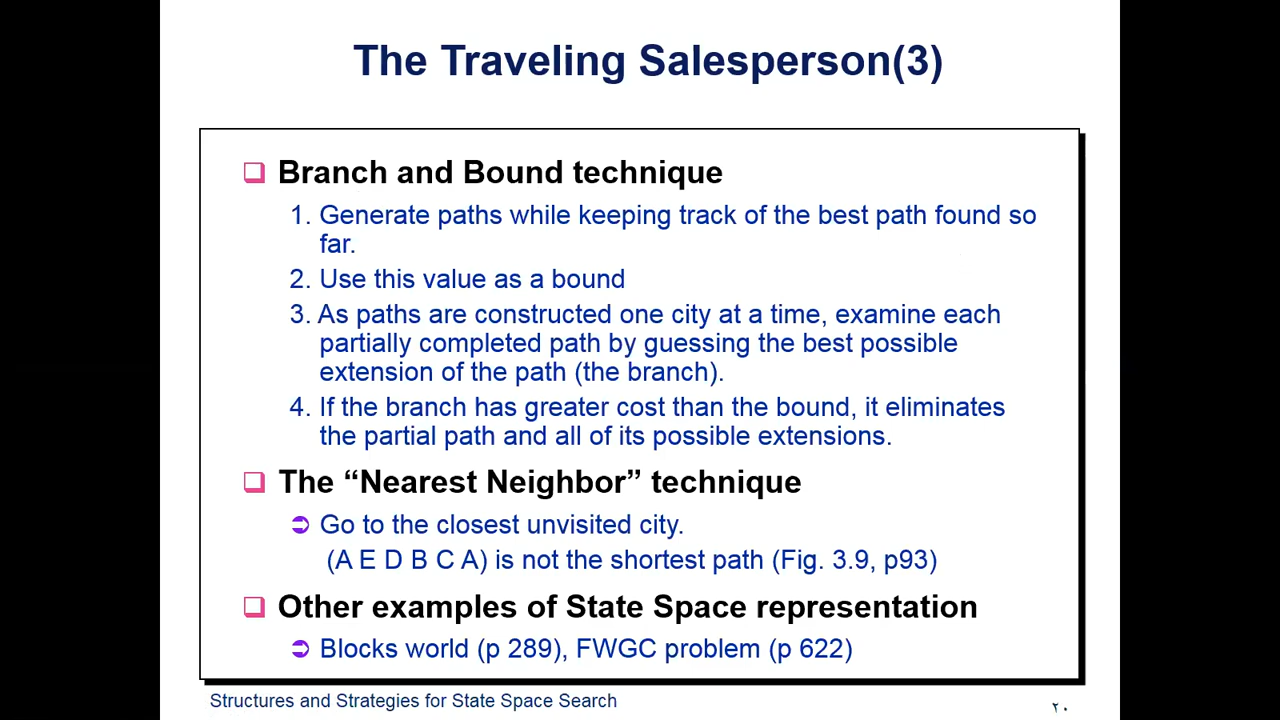 The Traveling Salesperson(3)
Branch and Bound technique
1. Generate paths while keeping track of the best path found so
far.
2. Use this value as a bound
3. As paths are constructed one city at a time, examine each
partially completed path by guessing the best possible
extension of the path (the branch).
4. If the branch has greater cost than the bound, it eliminates
the partial path and all of its possible extensions.
The “Nearest Neighbor” technique
Go to the closest unvisited city.
(A E D B C A) is not the shortest path (Fig. 3.9, p93)
Other examples of State Space representation
Blocks world (p 289), FWGC problem (p 622)
Structures and Strategies for State Space Search
٢٠